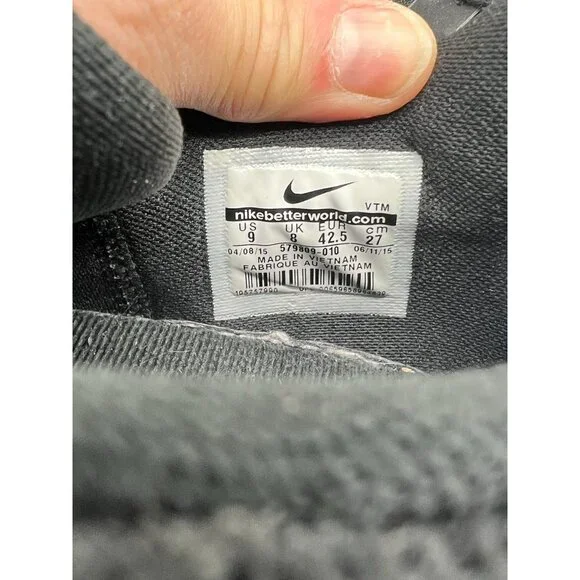 VTM
nikebetterworld.com
US UK EUR cm
9 8 42.5 27
04/08/15 579809-010 06/11/15
MADE IN VIETNAM
FABRIQUE AU VIETNAM